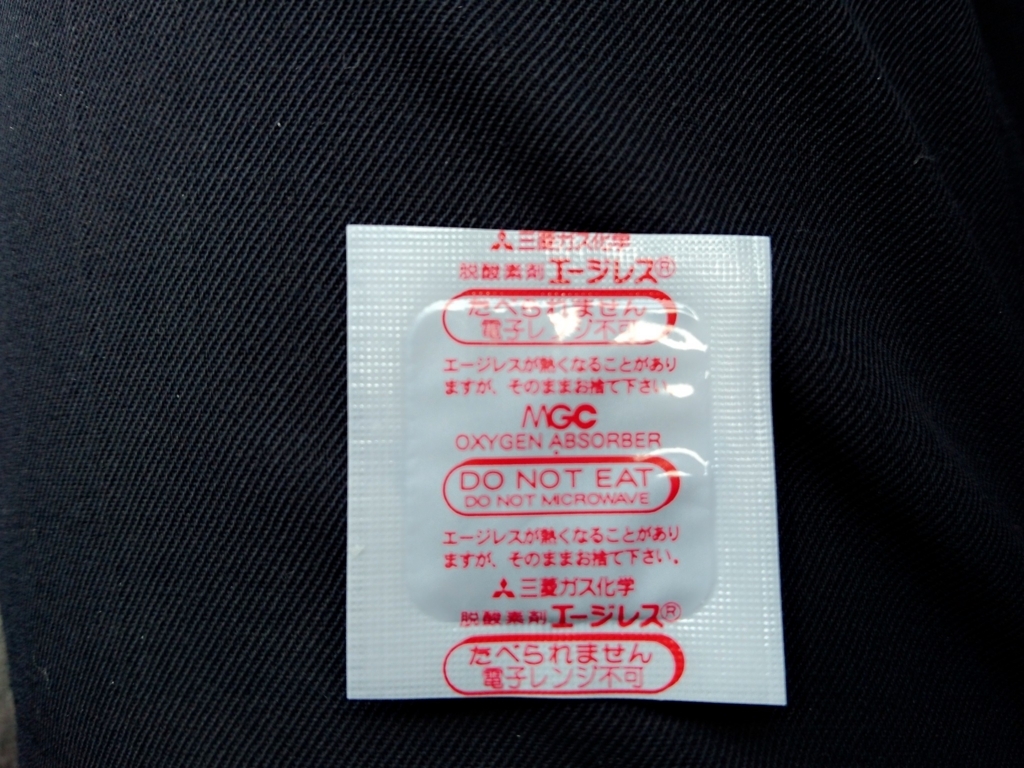 三菱ガス化学
脱酸素剤 エージレス®
たべられません
電子レンジ不可
エージレスが熱くなることがあり
ますが、そのままお捨て下さい。
MGC
OXYGEN ABSORBER
DO NOT EAT
DO NOT MICROWAVE
エージレスが熱くなることがあり
ますが、そのままお捨て下さい。
三菱ガス化学
脱酸素剤 エージレス®
たべられません
電子レンジ不可